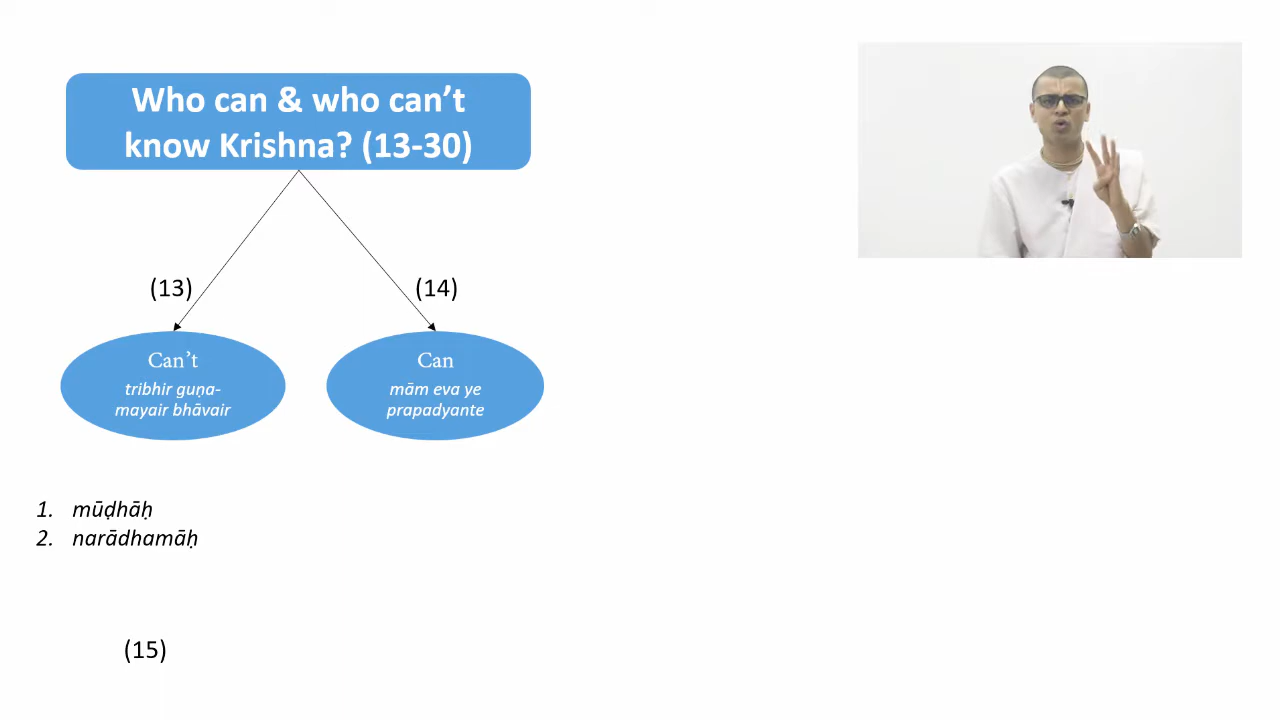 Who can & who can’t
know Krishna? (13-30)
(13)
(14)
Can’t
tribhir guṇa-
mayair bhāvair
Can
mām eva ye
prapadyante
1. mūḍhāḥ
2. narādhamāḥ
(15)